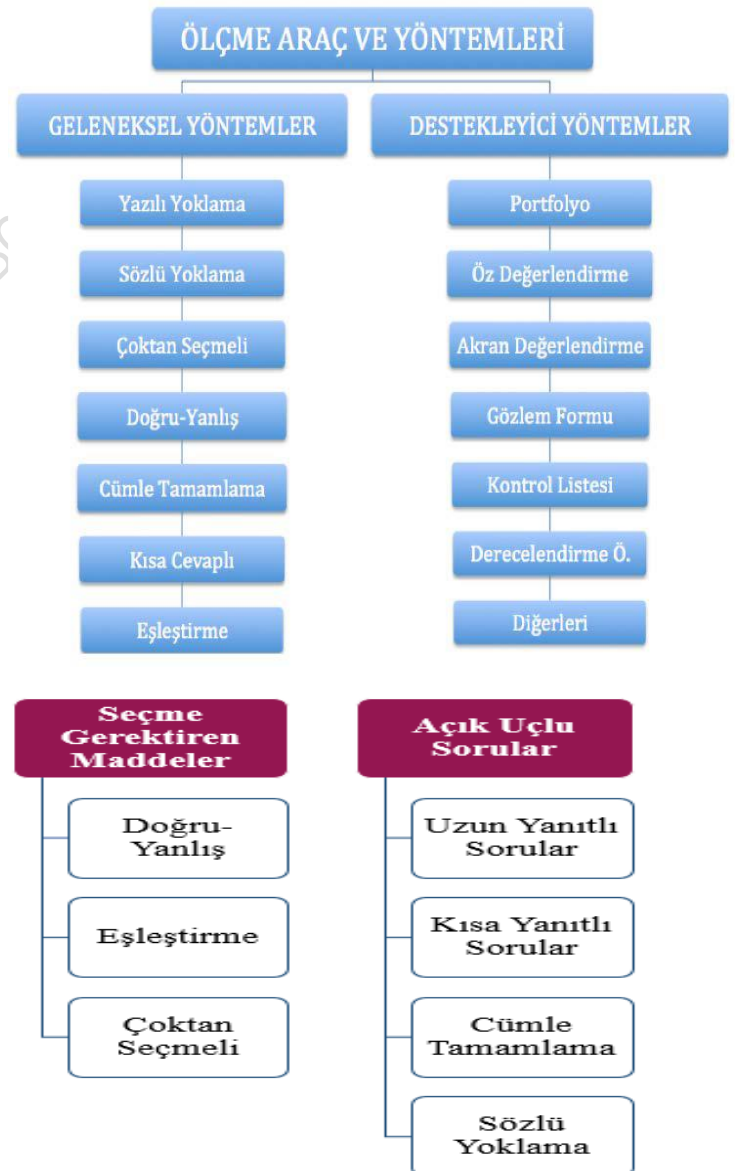 ÖLÇME ARAÇ VE YÖNTEMLERİ
GELENEKSEL YÖNTEMLER
Yazılı Yoklama
Sözlü Yoklama
Çoktan Seçmeli
Doğru-Yanlış
Cümle Tamamlama
Kısa Cevaplı
Eşleştirme
DESTEKLEYİCİ YÖNTEMLER
Portfolyo
Öz Değerlendirme
Akran Değerlendirme
Gözlem Formu
Kontrol Listesi
Derecelendirme Ö.
Diğerleri
Seçme
Gerektiren
Maddeler
Doğru-
Yanlış
Eşleştirme
Çoktan
Seçmeli
Açık Uçlu
Sorular
Uzun Yanıtlı
Sorular
Kısa Yanıtlı
Sorular
Cümle
Tamamlama
Sözlü
Yoklama